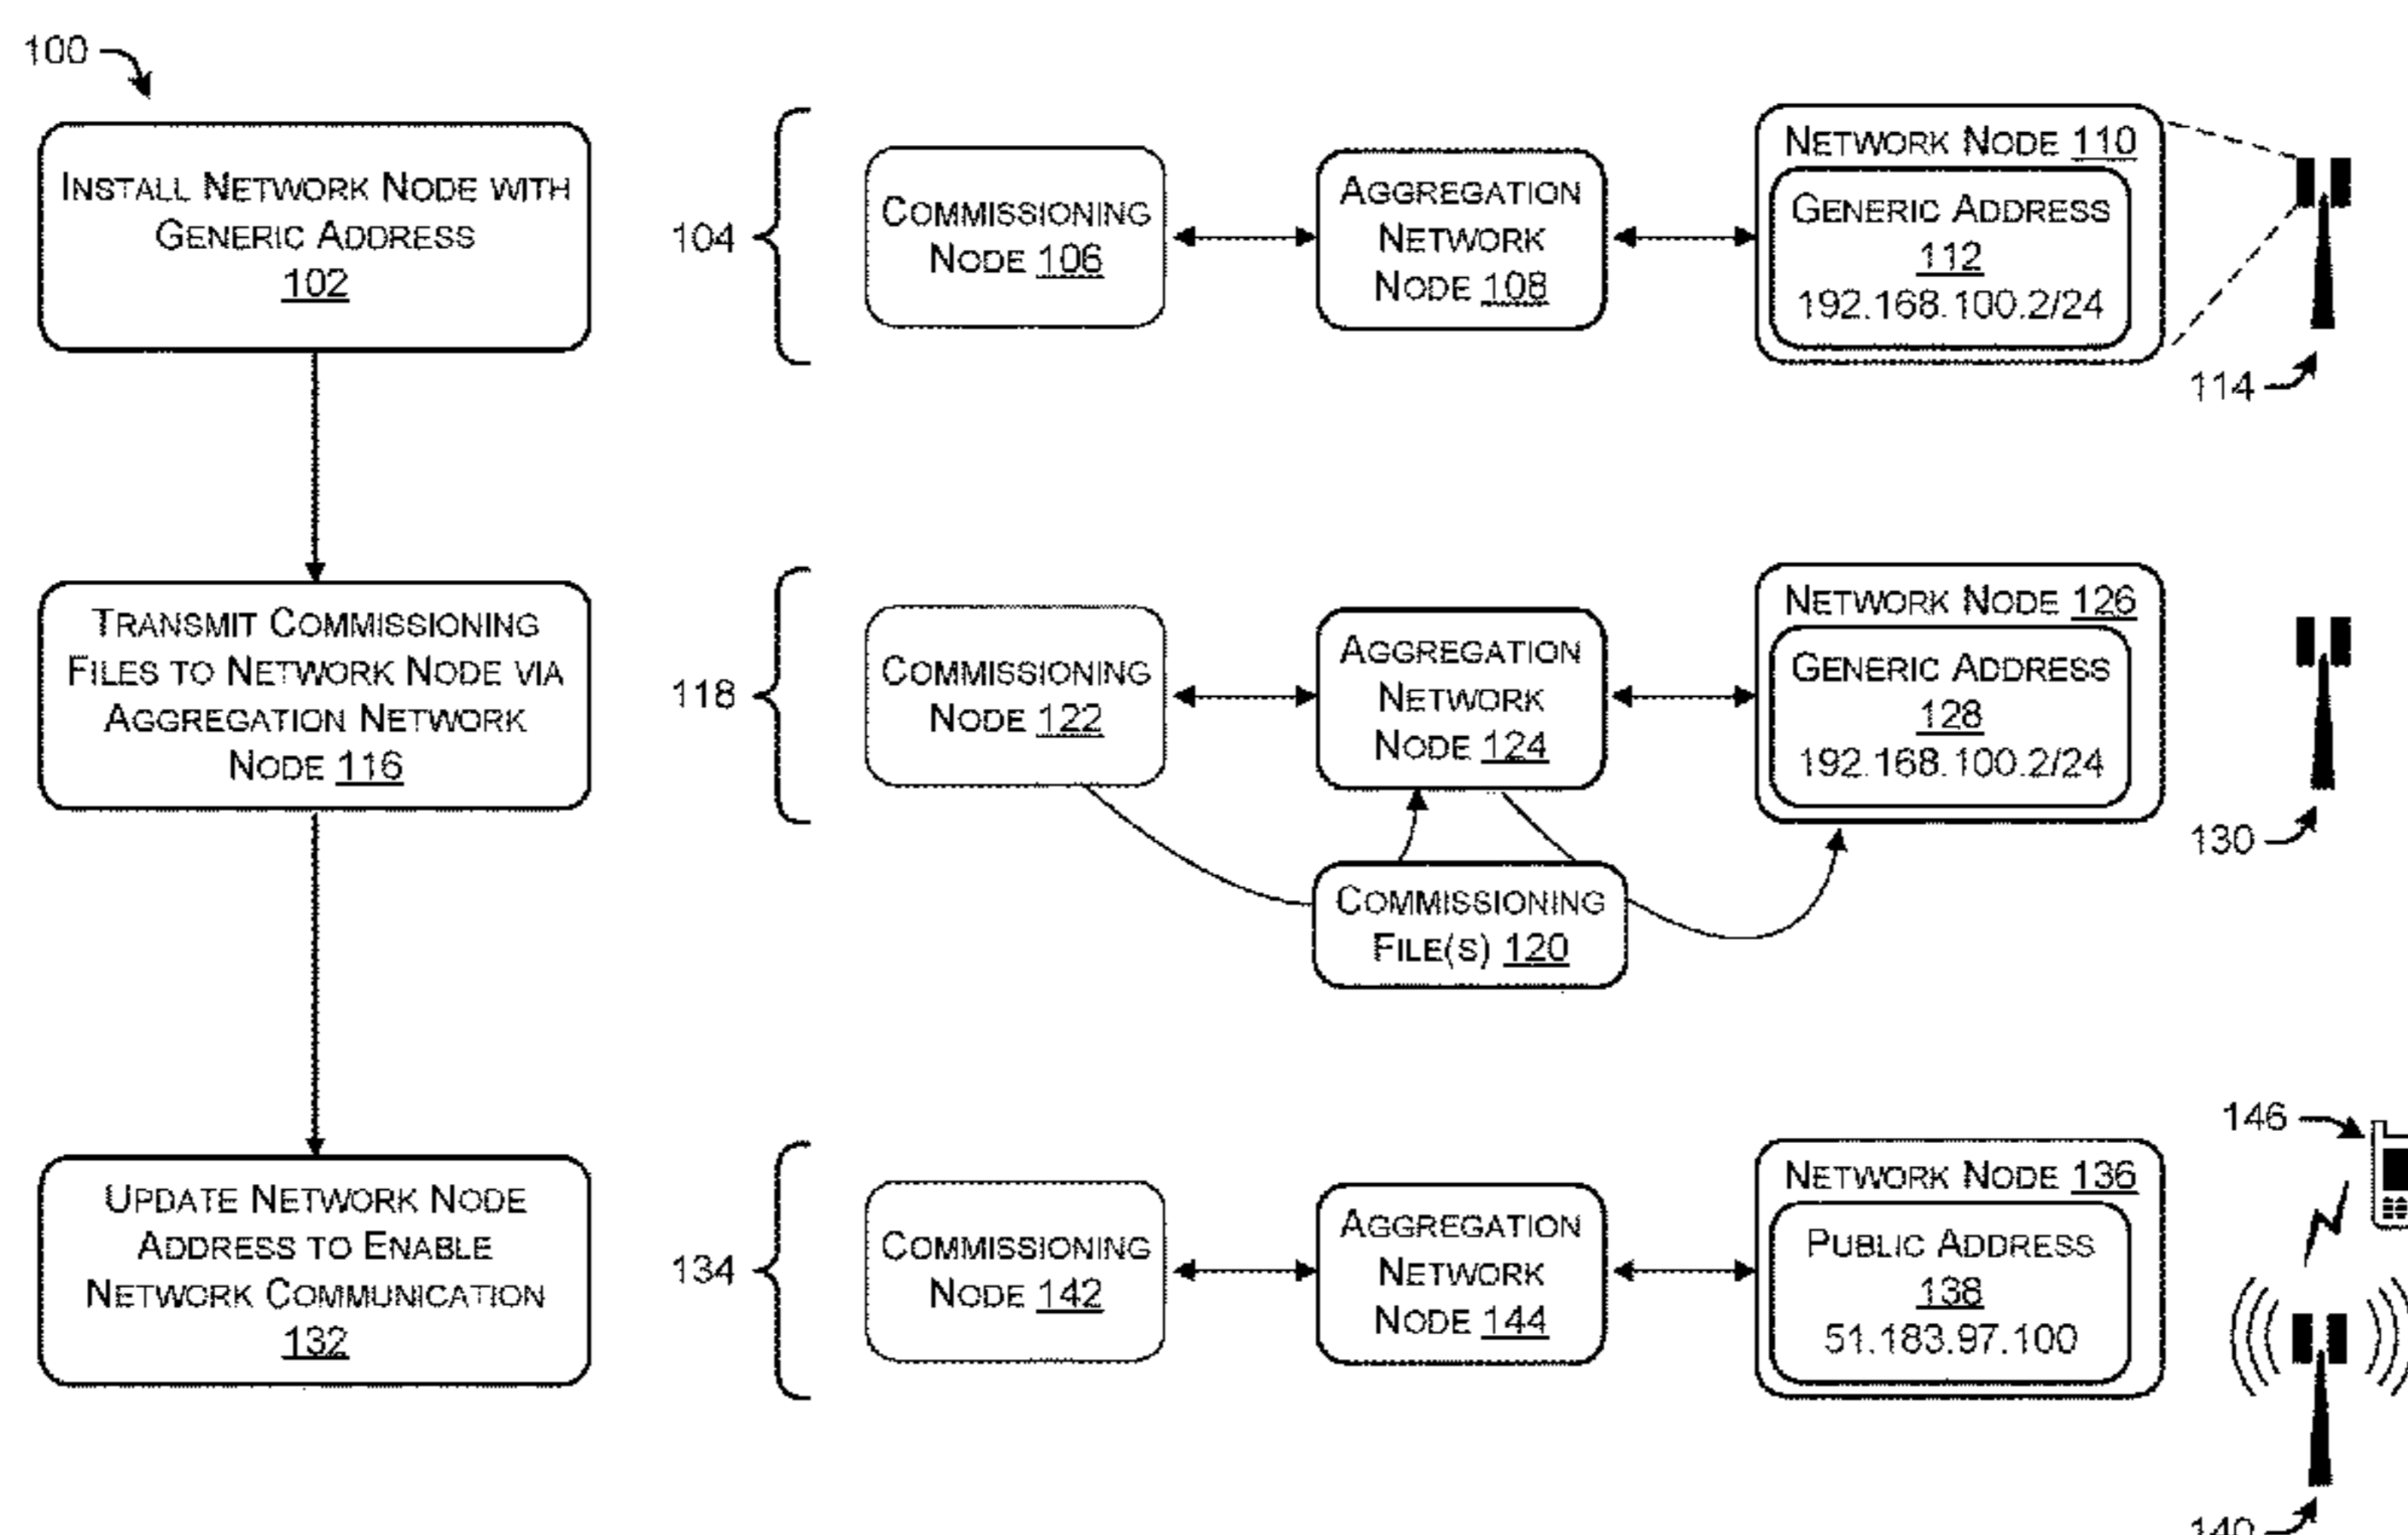 100
INSTALL NETWORK NODE WITH
GENERIC ADDRESS
102
104
COMMISSIONING
NODE 106
AGGREGATION
NETWORK
NODE 108
NETWORK NODE 110
GENERIC ADDRESS
112
192.168.100.2/24
114
TRANSMIT COMMISSIONING
FILES TO NETWORK NODE VIA
AGGREGATION NETWORK
NODE 116
118
COMMISSIONING
NODE 122
AGGREGATION
NETWORK
NODE 124
NETWORK NODE 126
GENERIC ADDRESS
128
192.168.100.2/24
130
COMMISSIONING
FILE(S) 120
UPDATE NETWORK NODE
ADDRESS TO ENABLE
NETWORK COMMUNICATION
132
134
COMMISSIONING
NODE 142
AGGREGATION
NETWORK
NODE 144
NETWORK NODE 136
PUBLIC ADDRESS
138
51.183.97.100
146
140